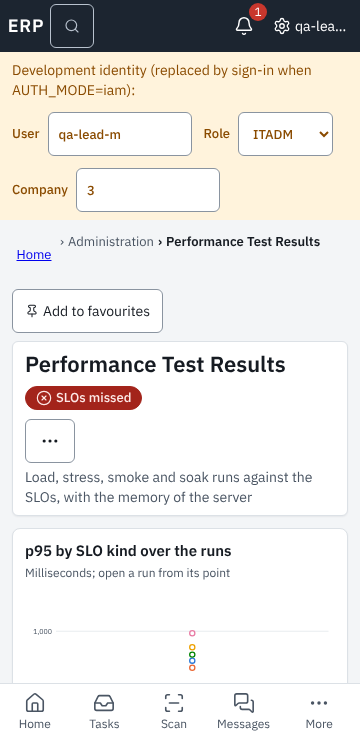 ERP
1
qa-lea...
Development identity (replaced by sign-in when
AUTH_MODE=iam):
User qa-lead-m Role ITADM
Company 3
Home › Administration › Performance Test Results
Add to favourites
Performance Test Results
SLOs missed
...
Load, stress, smoke and soak runs against the
SLOs, with the memory of the server
p95 by SLO kind over the runs
Milliseconds; open a run from its point
1,000
Home Tasks Scan Messages More